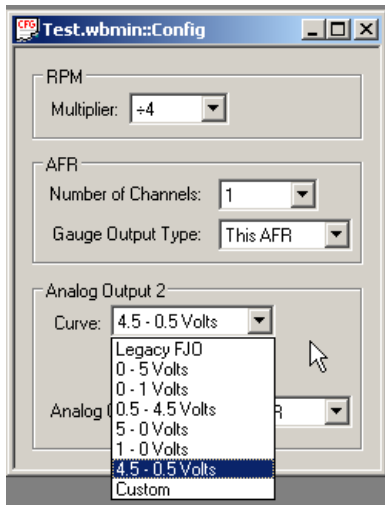 CFG Test.wbmin::Config
RPM
Multiplier: ÷4
AFR
Number of Channels: 1
Gauge Output Type: This AFR
Analog Output 2
Curve: 4.5 - 0.5 Volts
Legacy FJO
0 - 5 Volts
0 - 1 Volts
0.5 - 4.5 Volts
Analog
5 - 0 Volts
1 - 0 Volts
4.5 - 0.5 Volts
Custom